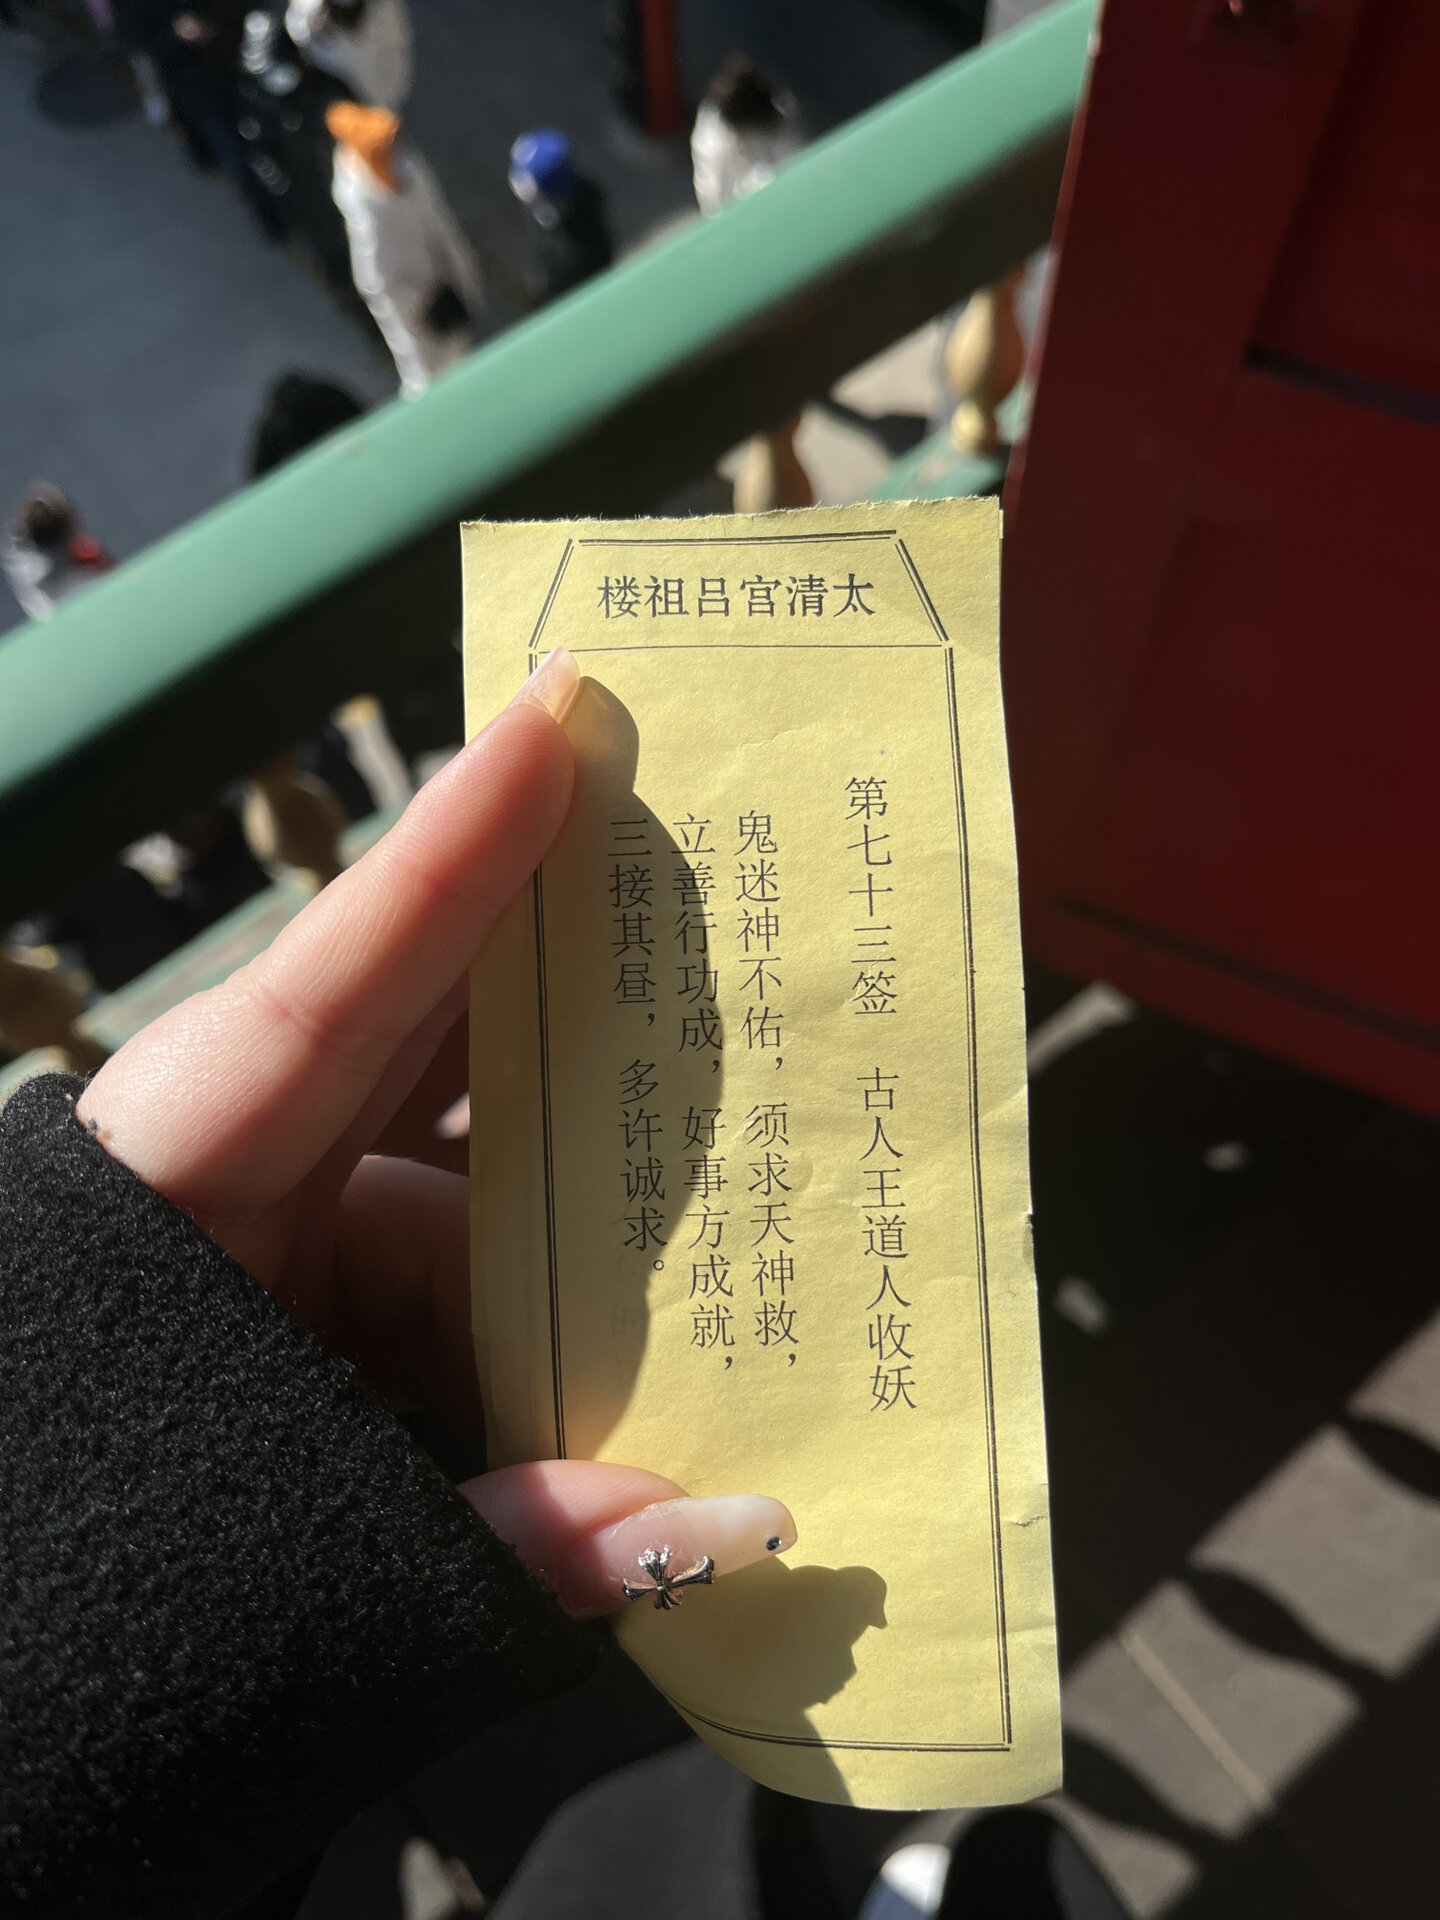 太清宫吕祖楼
第七十三签 古人王道人收妖
鬼迷神不佑，须求天神救，
立善行功成，好事方成就，
三接其昼，多许诚求。